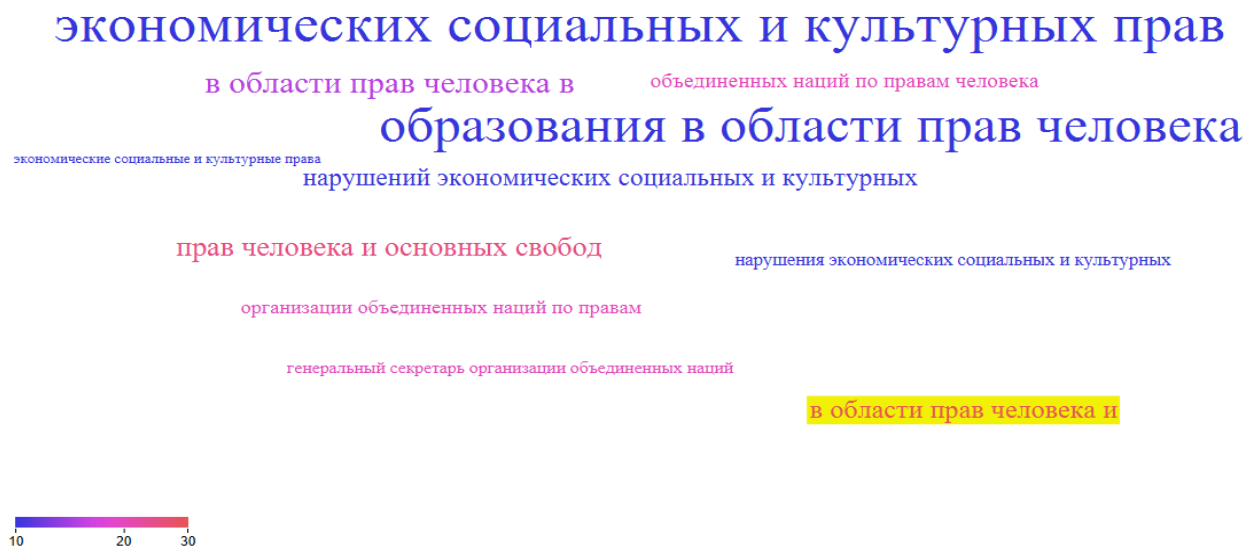 экономических социальных и культурных прав
в области прав человека в
объединенных наций по правам человека
образования в области прав человека
экономические социальные и культурные права
нарушений экономических социальных и культурных
прав человека и основных свобод
нарушения экономических социальных и культурных
организации объединенных наций по правам
генеральный секретарь организации объединенных наций
в области прав человека и
10 20 30